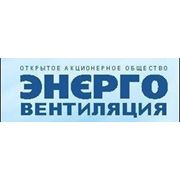 ОТКРЫТОЕ АКЦИОНЕРНОЕ ОБЩЕСТВО
ЭНЕРГО
ВЕНТИЛЯЦИЯ